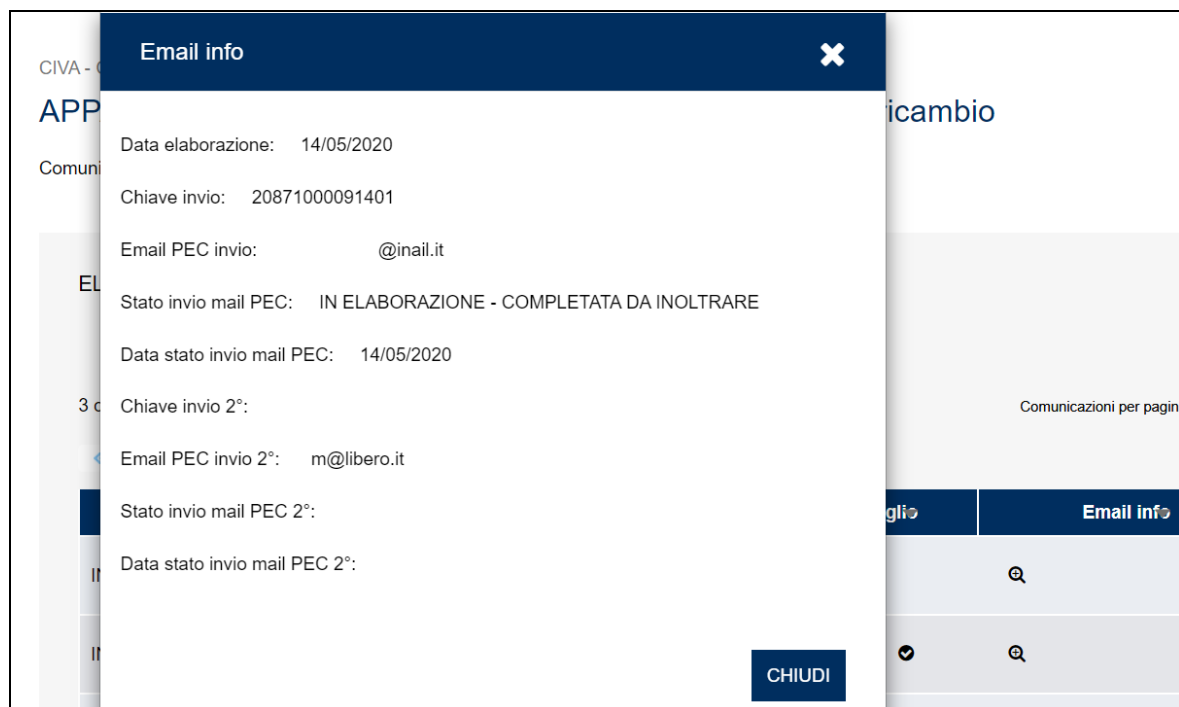 Email info
CIVA -
APP
icambio
Comuni
Data elaborazione: 14/05/2020
Chiave invio: 20871000091401
Email PEC invio: @inail.it
EL
Stato invio mail PEC: IN ELABORAZIONE - COMPLETATA DA INOLTRARE
Data stato invio mail PEC: 14/05/2020
3
Chiave invio 2°:
Comunicazioni per pagin
Email PEC invio 2°: m@libero.it
Stato invio mail PEC 2°:
glio
Email info
Data stato invio mail PEC 2°:
CHIUDI